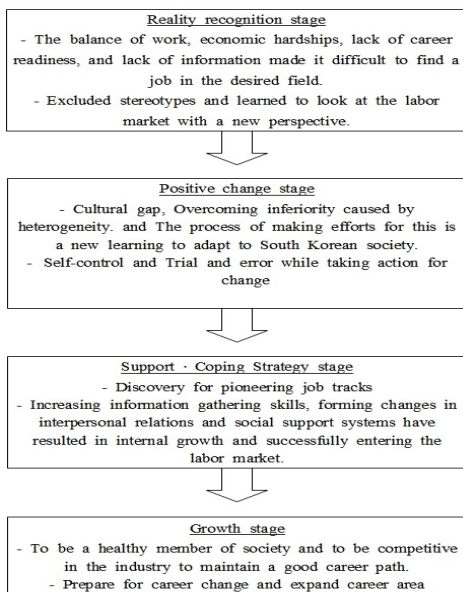 Reality recognition stage
- The balance of work, economic hardships, lack of career
readiness, and lack of information made it difficult to find a
job in the desired field.
- Excluded stereotypes and learned to look at the labor
market with a new perspective.
Positive change stage
- Cultural gap, Overcoming inferiority caused by
heterogeneity. and The process of making efforts for this is
a new learning to adapt to South Korean society.
- Self-control and Trial and error while taking action for
change
Support · Coping Strategy stage
- Discovery for pioneering job tracks
- Increasing information gathering skills, forming changes in
interpersonal relations and social support systems have
resulted in internal growth and successfully entering the
labor market.
Growth stage
- To be a healthy member of society and to be competitive
in the industry to maintain a good career path.
- Prepare for career change and expand career area